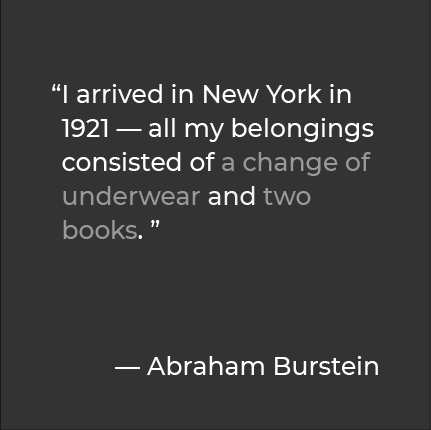 “I arrived in New York in
1921 — all my belongings
consisted of a change of
underwear and two
books. ”
— Abraham Burstein